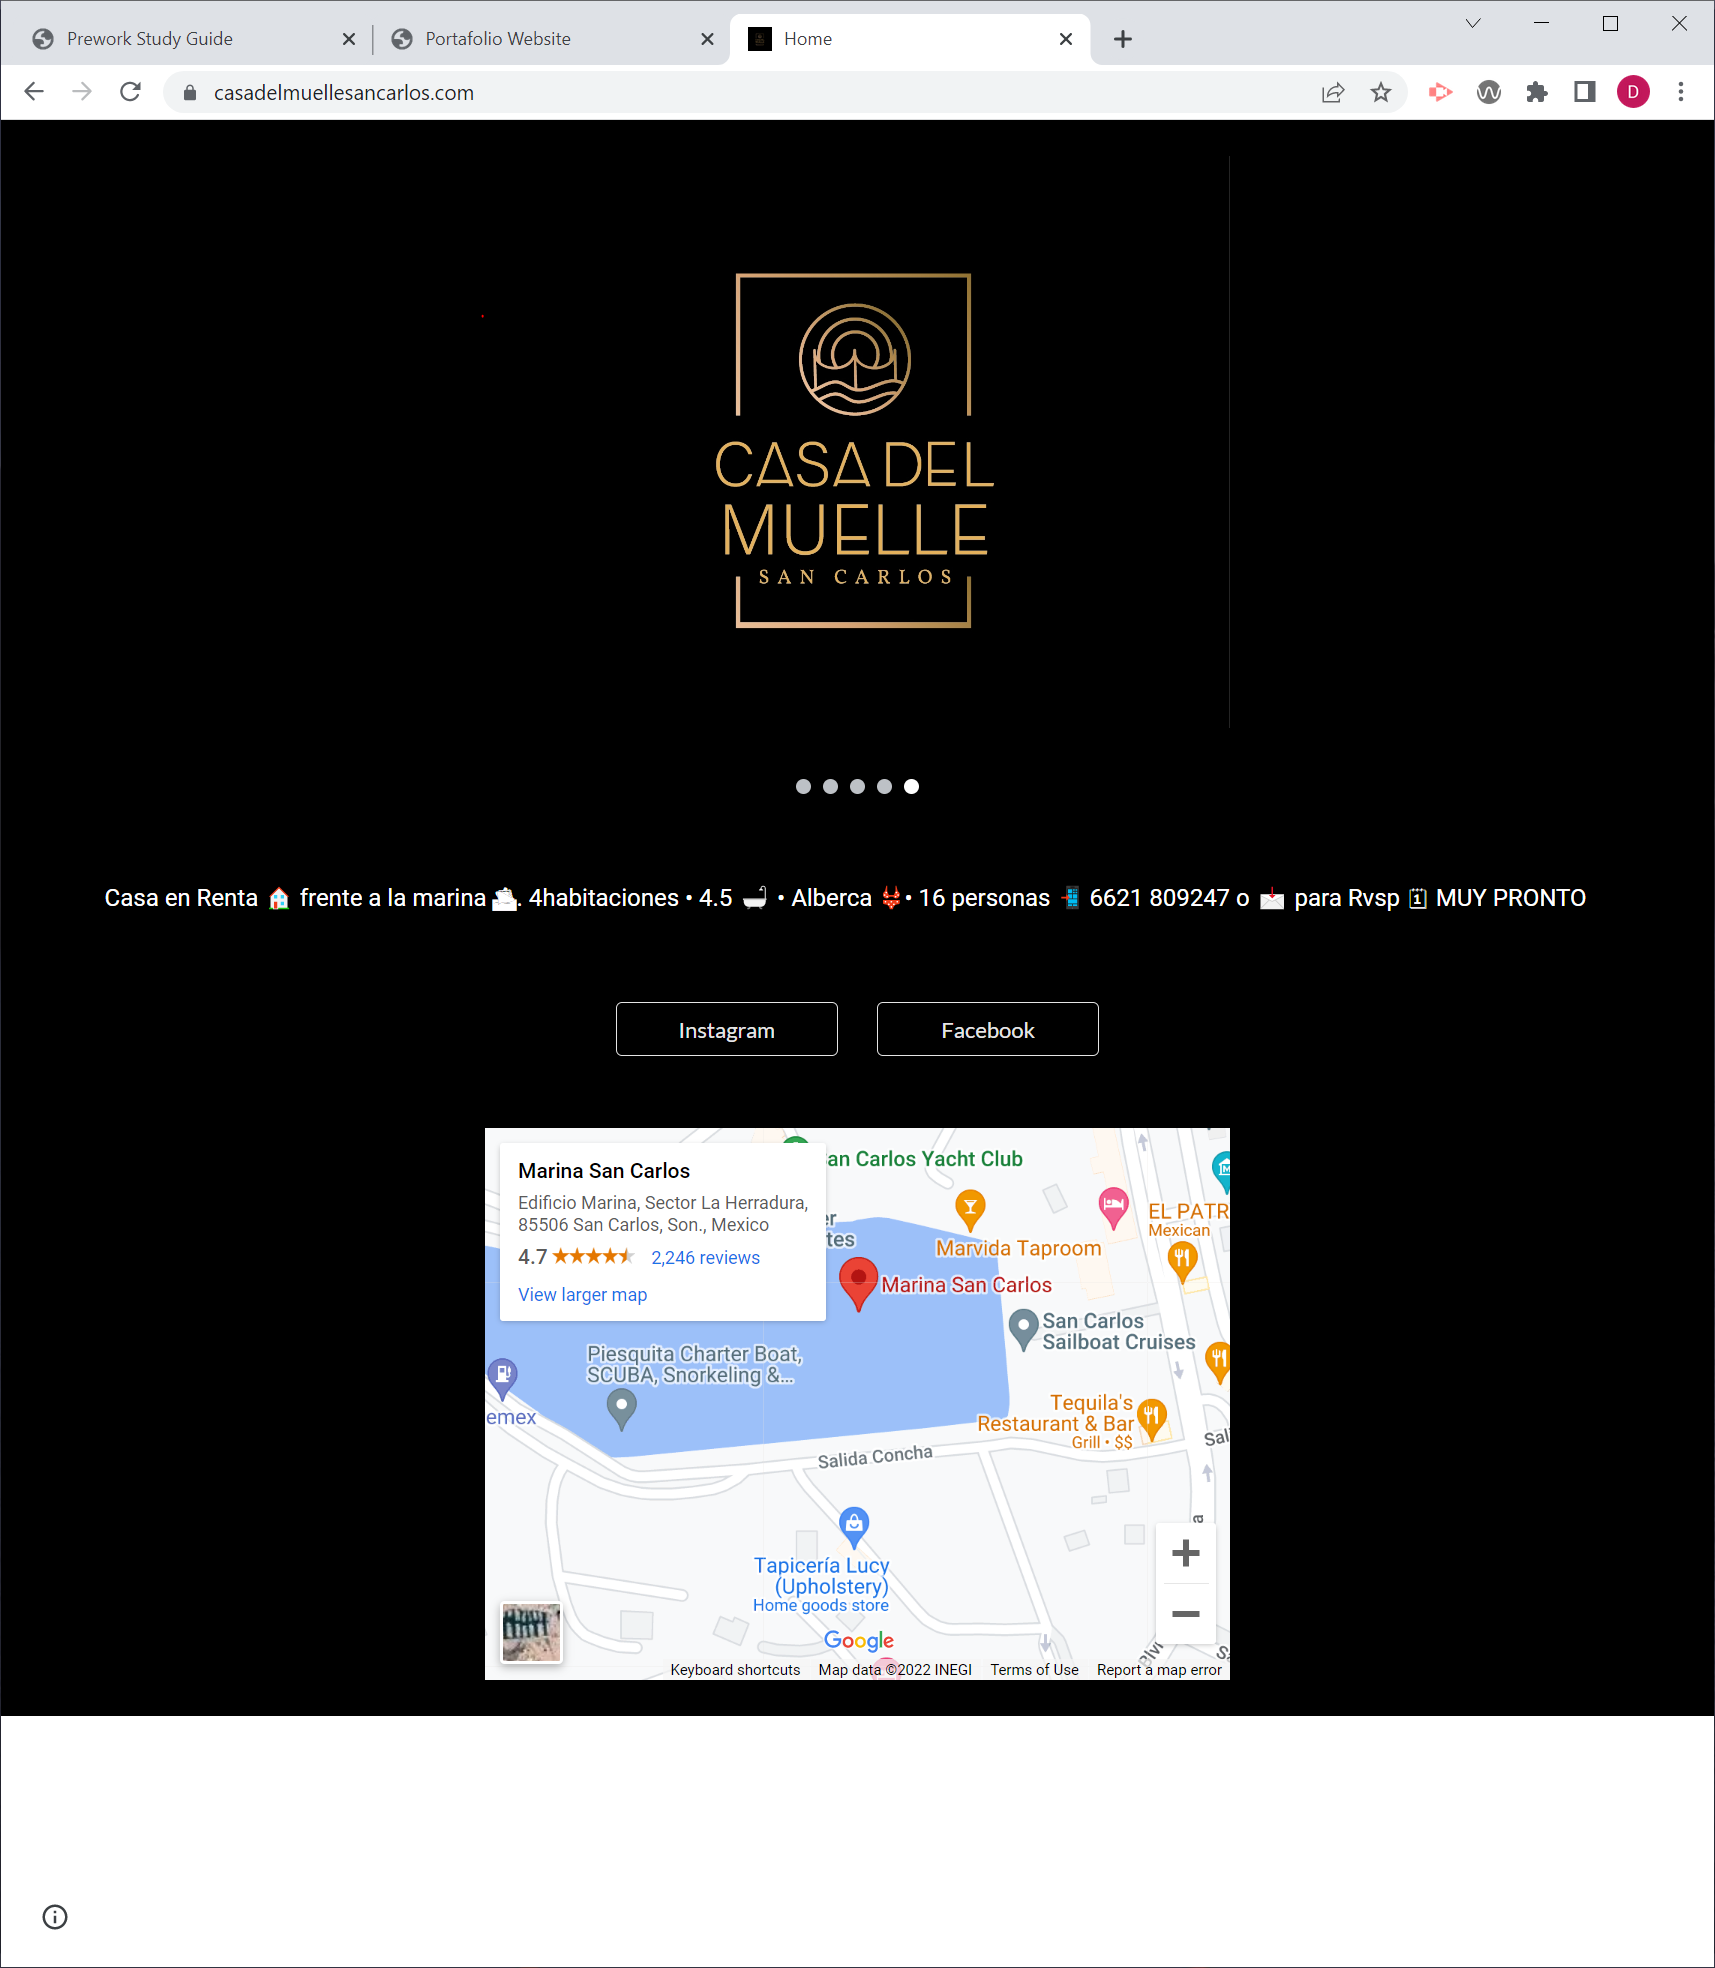 Prework Study Guide
Portafolio Website
Home
casadelmuellesancarlos.com
D
CASA DEL
MUELLE
SAN CARLOS
Casa en Renta 🏠 frente a la marina 🛳. 4habitaciones • 4.5 🛁 • Alberca 👙• 16 personas 📲 6621 809247 o 📩 para Rvsp 🗓 MUY PRONTO
Instagram
Facebook
Marina San Carlos
Edificio Marina, Sector La Herradura,
85506 San Carlos, Son., Mexico
4.7
2,246 reviews
View larger map
an Carlos Yacht Club
er
tes
Marvida Taproom
EL PATR
Mexican
Marina San Carlos
San Carlos
Sailboat Cruises
Piesquita Charter Boat,
SCUBA, Snorkeling &...
emex
Tequila's
Restaurant & Bar
Grill • $$
Sali
Salida Concha
a
Tapicería Lucy
(Upholstery)
Home goods store
Blvr
S
Google
Keyboard shortcuts
Map data ©2022 INEGI
Terms of Use
Report a map error